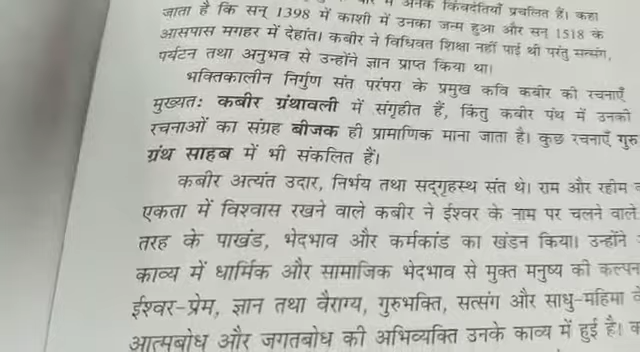 में अनेक किंवदंतियाँ प्रचलित हैं। कहा
जाता है कि सन् 1398 में काशी में उनका जन्म हुआ और सन् 1518 के
आसपास मगहर में देहांत। कबीर ने विधिवत शिक्षा नहीं पाई थी परंतु सत्संग,
पर्यटन तथा अनुभव से उन्होंने ज्ञान प्राप्त किया था।
भक्तिकालीन निर्गुण संत परंपरा के प्रमुख कवि कबीर की रचनाएँ
मुख्यतः कबीर ग्रंथावली में संगृहीत हैं, किंतु कबीर पंथ में उनकी
रचनाओं का संग्रह बीजक ही प्रामाणिक माना जाता है। कुछ रचनाएँ गुरु
ग्रंथ साहब में भी संकलित हैं।
कबीर अत्यंत उदार, निर्भय तथा सद्गृहस्थ संत थे। राम और रहीम
एकता में विश्वास रखने वाले कबीर ने ईश्वर के नाम पर चलने वाले
तरह के पाखंड, भेदभाव और कर्मकांड का खंडन किया। उन्होंने
काव्य में धार्मिक और सामाजिक भेदभाव से मुक्त मनुष्य की
ईश्वर-प्रेम, ज्ञान तथा वैराग्य, गुरुभक्ति, सत्संग और साधु-महिमा
आत्मबोध और जगतबोध की अभिव्यक्ति उनके काव्य में हुई है।